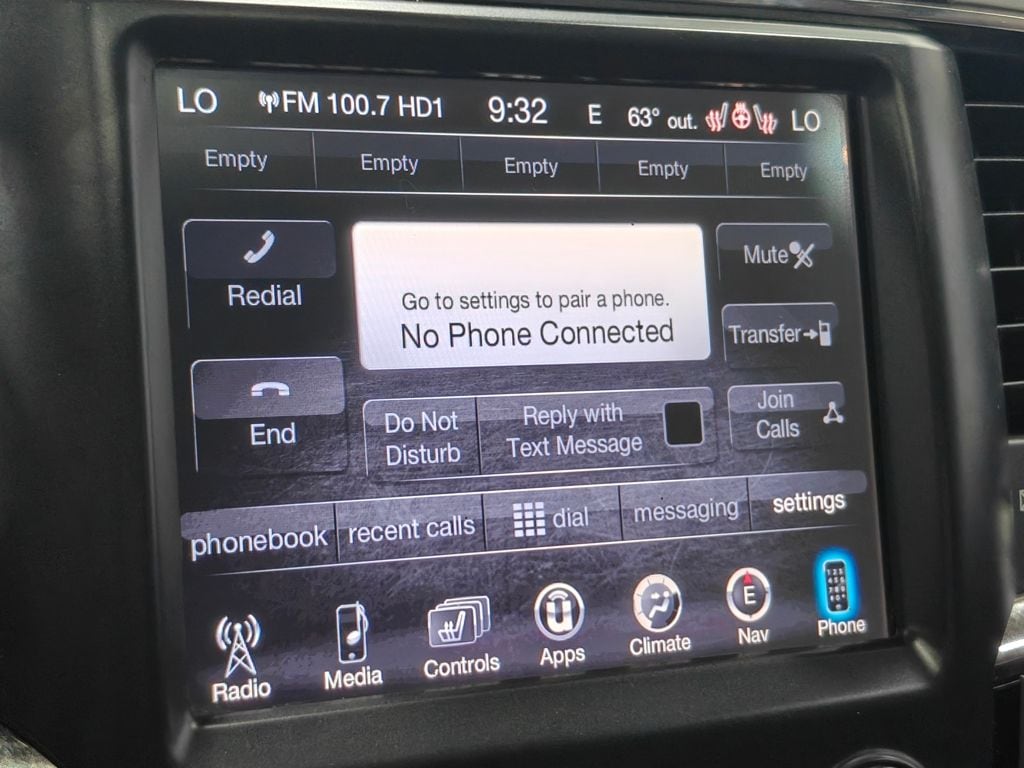 LO FM 100.7 HD1 9:32 E 63° out. LO
Empty Empty Empty Empty Empty
Redial
Go to settings to pair a phone.
No Phone Connected
Mute
Transfer
End
Do Not
Disturb
Reply with
Text Message
Join
Calls
phonebook recent calls dial messaging settings
Radio Media Controls Apps Climate E Nav Phone